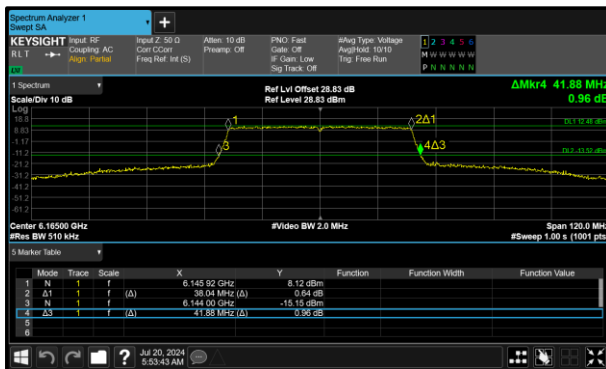 Spectrum Analyzer 1
Swept SA
+
KEYSIGHT Input: RF Input Z: 50 Ω Atten: 10 dB PNO: Fast #Avg Type: Voltage 1 2 3 4 5 6
RLT Coupling: AC Corr CCorr Preamp: Off Gate: Off Avg|Hold: 10/10 M W W W W W
Align: Partial Freq Ref: Int (S) IF Gain: Low Trig: Free Run P N N N N N
Sig Track: Off
1 Spectrum
Ref Lvl Offset 28.83 dB ΔMkr4 41.88 MHz
Scale/Div 10 dB Ref Level 28.83 dBm 0.96 dB
Log
18.8
8.83
-1.17
-11.2
-21.2
-31.2
-41.2
-51.2
-61.2
1 2Δ1
DL1 12.48 dBm
3 4Δ3
DL2 -13.52 dBm
Center 6.16500 GHz #Video BW 2.0 MHz Span 120.0 MHz
#Res BW 510 kHz #Sweep 1.00 s (1001 pts)
5 Marker Table
Mode Trace Scale X Y Function Function Width Function Value
1 N 1 f 6.145 92 GHz 8.12 dBm
2 Δ1 1 f (Δ) 38.04 MHz (Δ) 0.64 dB
3 N 1 f 6.144 00 GHz -15.15 dBm
4 Δ3 1 f (Δ) 41.88 MHz (Δ) 0.96 dB
5
6
? Jul 20, 2024
5:53:43 AM